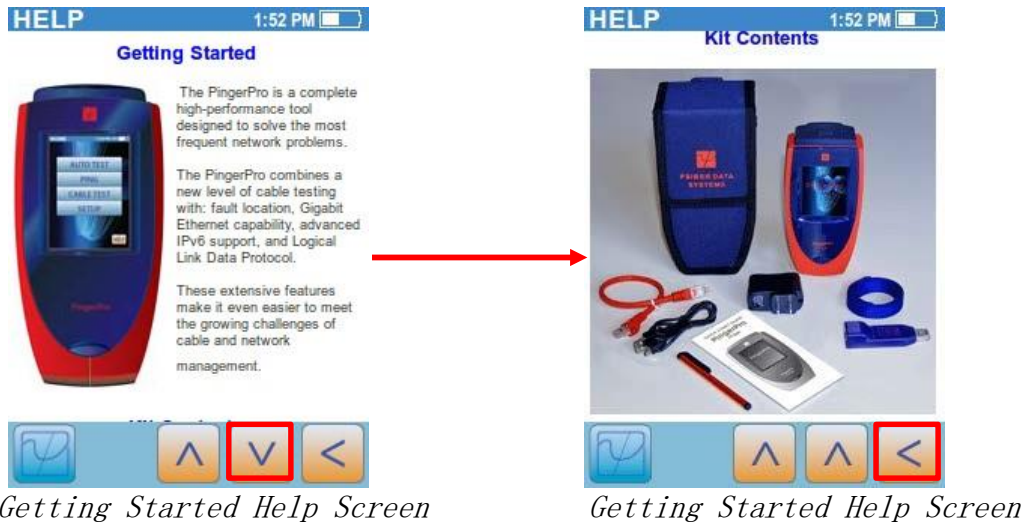 HELP 1:52 PM
Getting Started
The PingerPro is a complete
high-performance tool
designed to solve the most
frequent network problems.
The PingerPro combines a
new level of cable testing
with: fault location, Gigabit
Ethernet capability, advanced
IPv6 support, and Logical
Link Data Protocol.
These extensive features
make it even easier to meet
the growing challenges of
cable and network
management.
AUTO TEST
PING
CABLE TEST
SETUP
PingerPro
Getting Started Help Screen
HELP 1:52 PM
Kit Contents
PSIBER DATA
SYSTEMS
PingerPro
Getting Started Help Screen